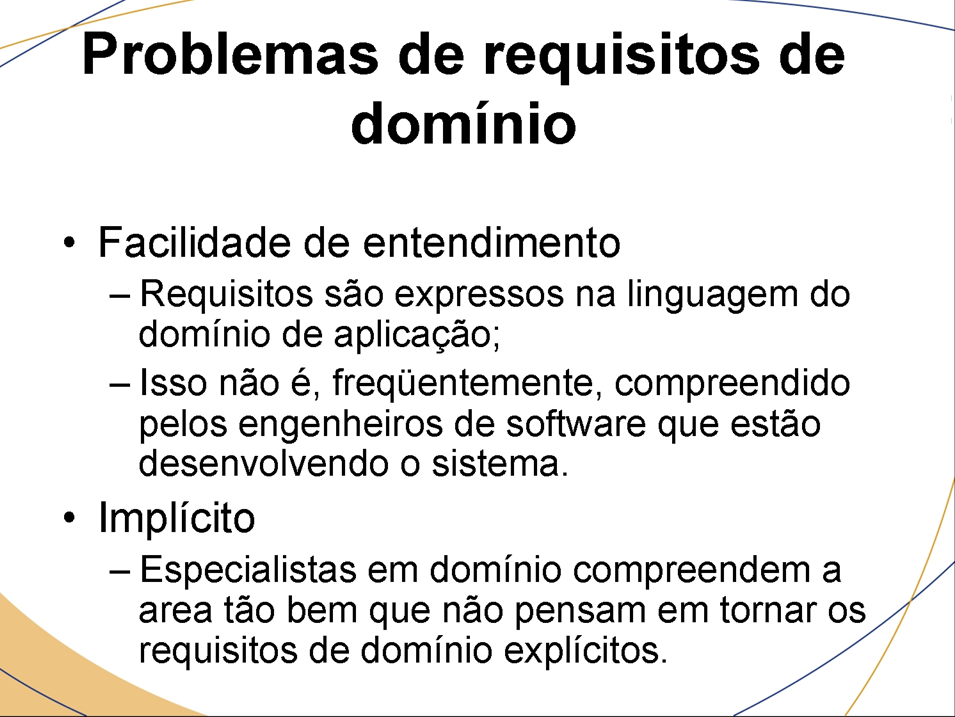 Problemas de requisitos de
domínio
• Facilidade de entendimento
– Requisitos são expressos na linguagem do
domínio de aplicação;
– Isso não é, freqüentemente, compreendido
pelos engenheiros de software que estão
desenvolvendo o sistema.
• Implícito
– Especialistas em domínio compreendem a
area tão bem que não pensam em tornar os
requisitos de domínio explícitos.